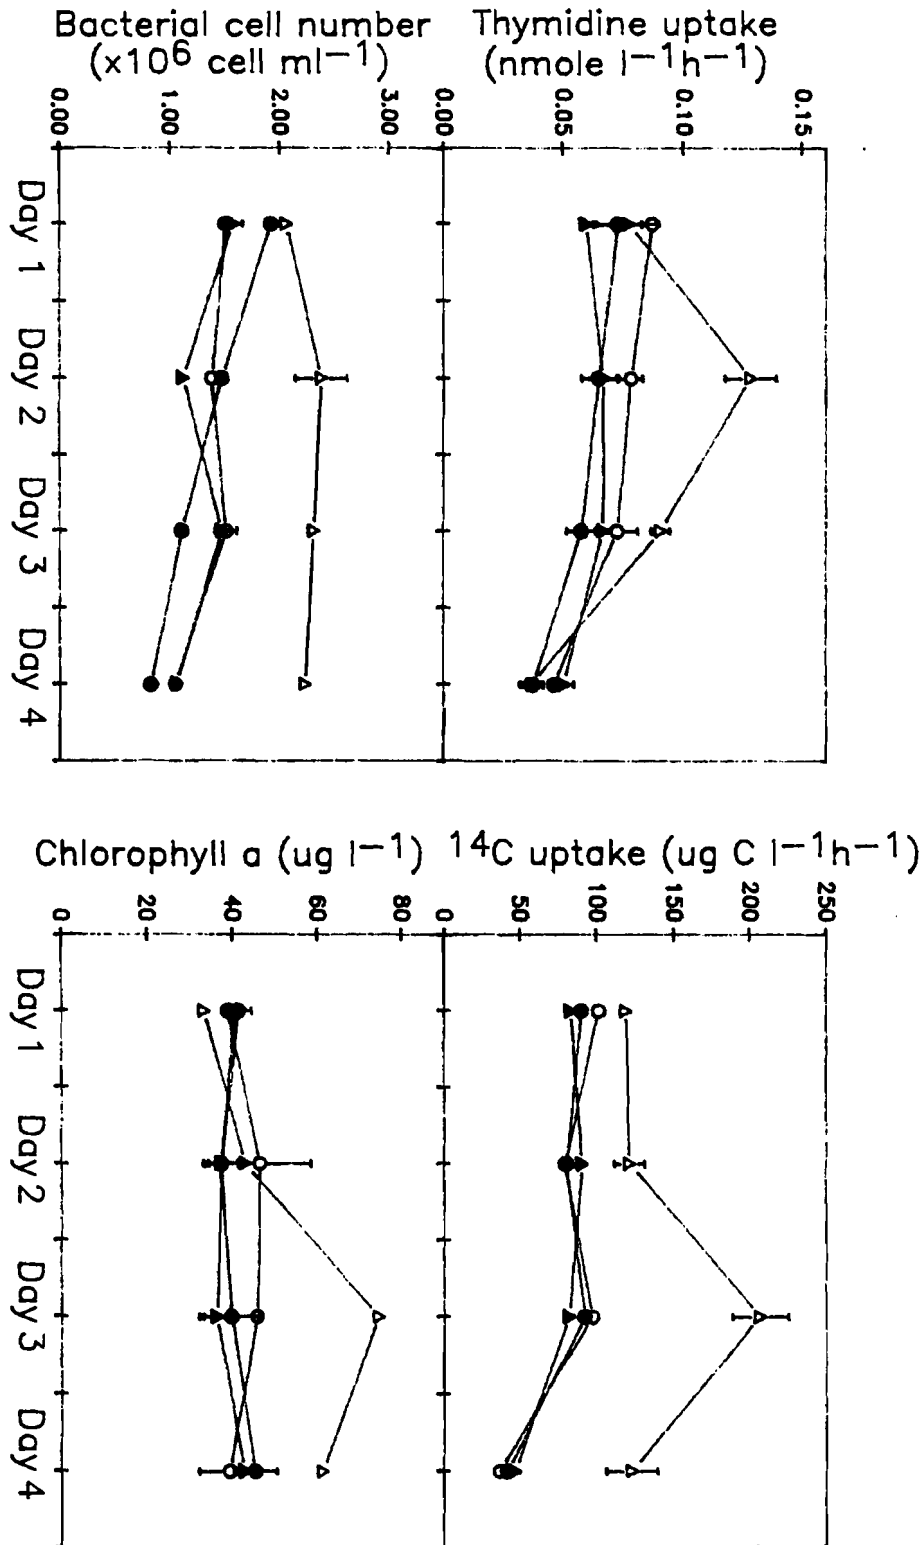 Bacterial cell number
(x10⁶ cell ml⁻¹)
0.00
1.00
2.00
3.00
Thymidine uptake
(nmole l⁻¹h⁻¹)
0.00
0.05
0.10
0.15
Day 1
Day 2
Day 3
Day 4
Chlorophyll a (ug l⁻¹)
0
20
40
60
80
¹⁴C uptake (ug C l⁻¹h⁻¹)
0
50
100
150
200
250
Day 1
Day 2
Day 3
Day 4